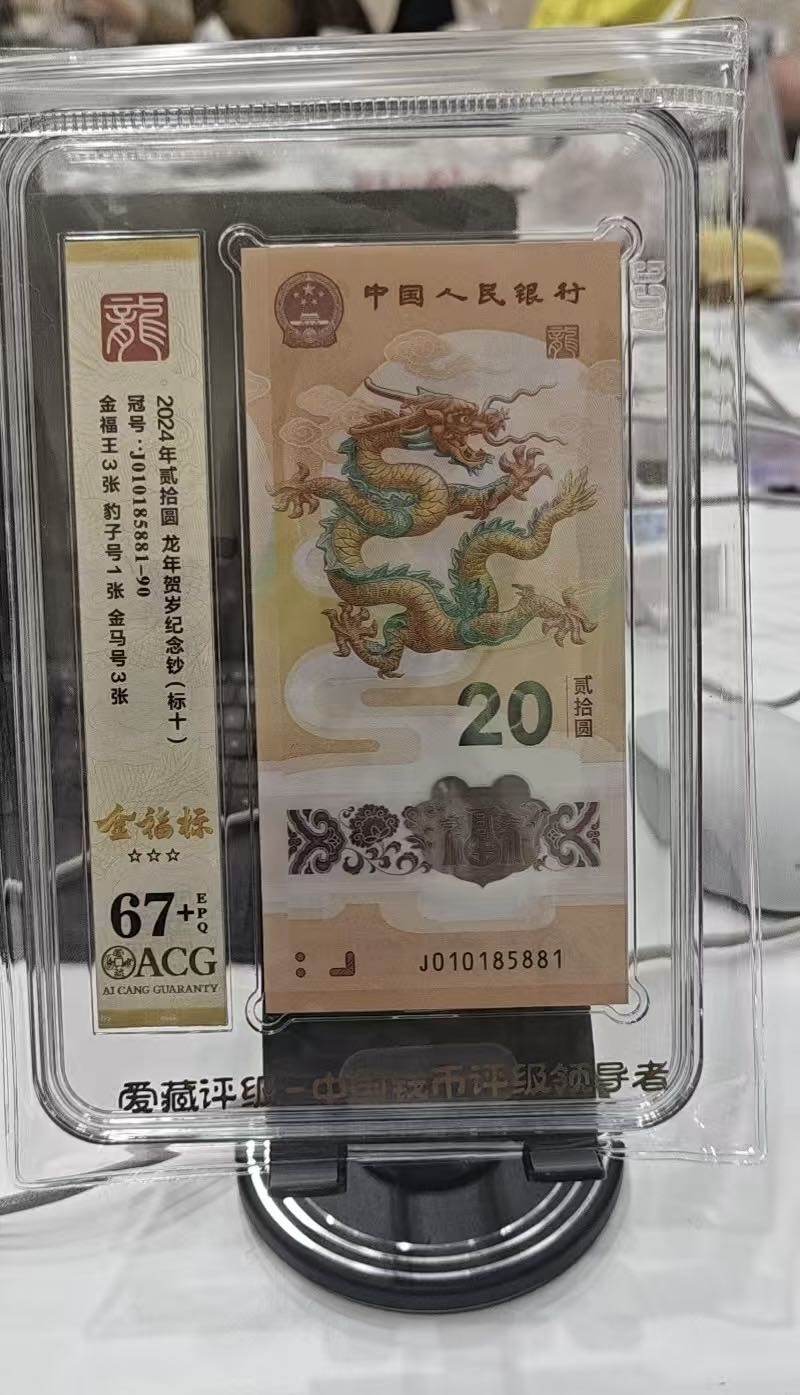 龍
2024年贰拾圆 龙年贺岁纪念钞(标十)
冠号:J010185881-90
金福王3张 豹子号1张 金马号3张
金福标
☆☆☆
67+EPQ
ACG
AI CANG GUARANTY
中国人民银行
龍
20
贰拾圆
J010185881
爱藏评级-中国钱币评级领导者